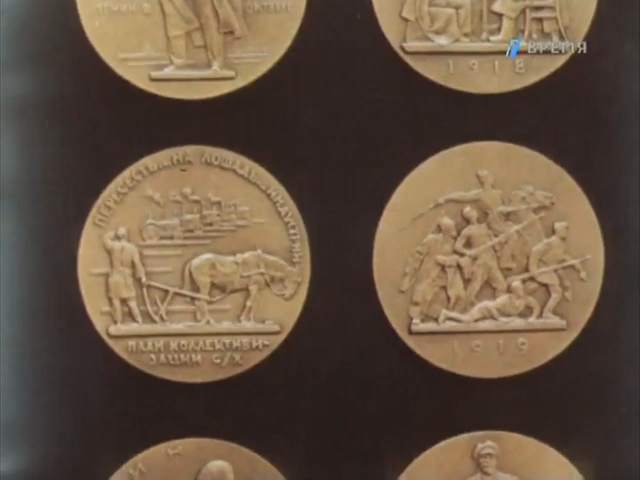 ВРЕМЯ
1918
ПЕРЕСЕСТЬ... НА ЛОШАДЬ ИНДУСТРИИ
ПЛАН КОЛЛЕКТИВИ-
ЗАЦИИ С/Х
1919